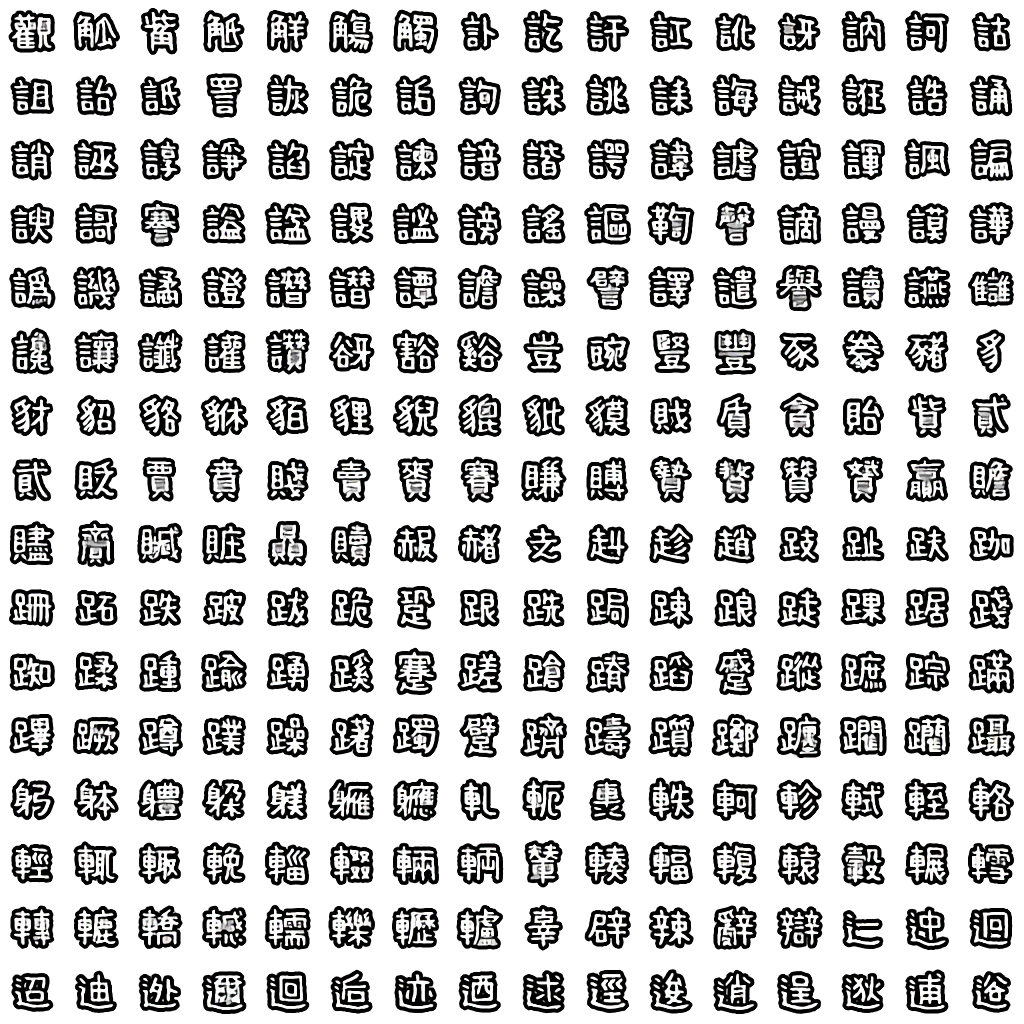 觀觚觜觝觧觴觸訃訖訐訌訛訝訥訶詁
詛詒詆詈詼詭詬詢誅誂誄誨誡誑誥誦
誚誣諄諍諂諚諫諳諧諤諱謔諠諢諷諞
諛謌謇謚諡謖謐謗謠謳鞫謦謫謾謨譁
譌譏譎證譖譛譚譫譟譬譯譴譽讀讌讎
讒讓讖讙讚谺豁谿豈豌豎豐豕豢豬豸
豺貂貉貅貊貍貎貔豼貘戝貭貪貽貲貳
貮貶賈賁賤賣賚賽賺賻贄贅贊贇贏贍
贐齎贓賍贔贖赧赭赱赳趁趙跂趾趺跏
跚跖跌跛跋跪跫跟跣跼踈踉跿踝踞踐
踟蹂踵踰踴蹊蹇蹉蹌蹐蹈蹙蹤蹠踪蹣
蹕蹶蹲蹼躁躇躅躄躋躊躓躑躔躙躪躡
躬躰軆躱躾軅軈軋軛軣軼軻軫軾輊輅
輕輒輙輓輜輟輛輌輦輳輻輹轅轂輾轌
轉轆轎轗轜轢轣轤辜辟辣辭辯辷迚迥
迢迪迯邇迴逅迹迺逑逕逡逍逞逖逋逧